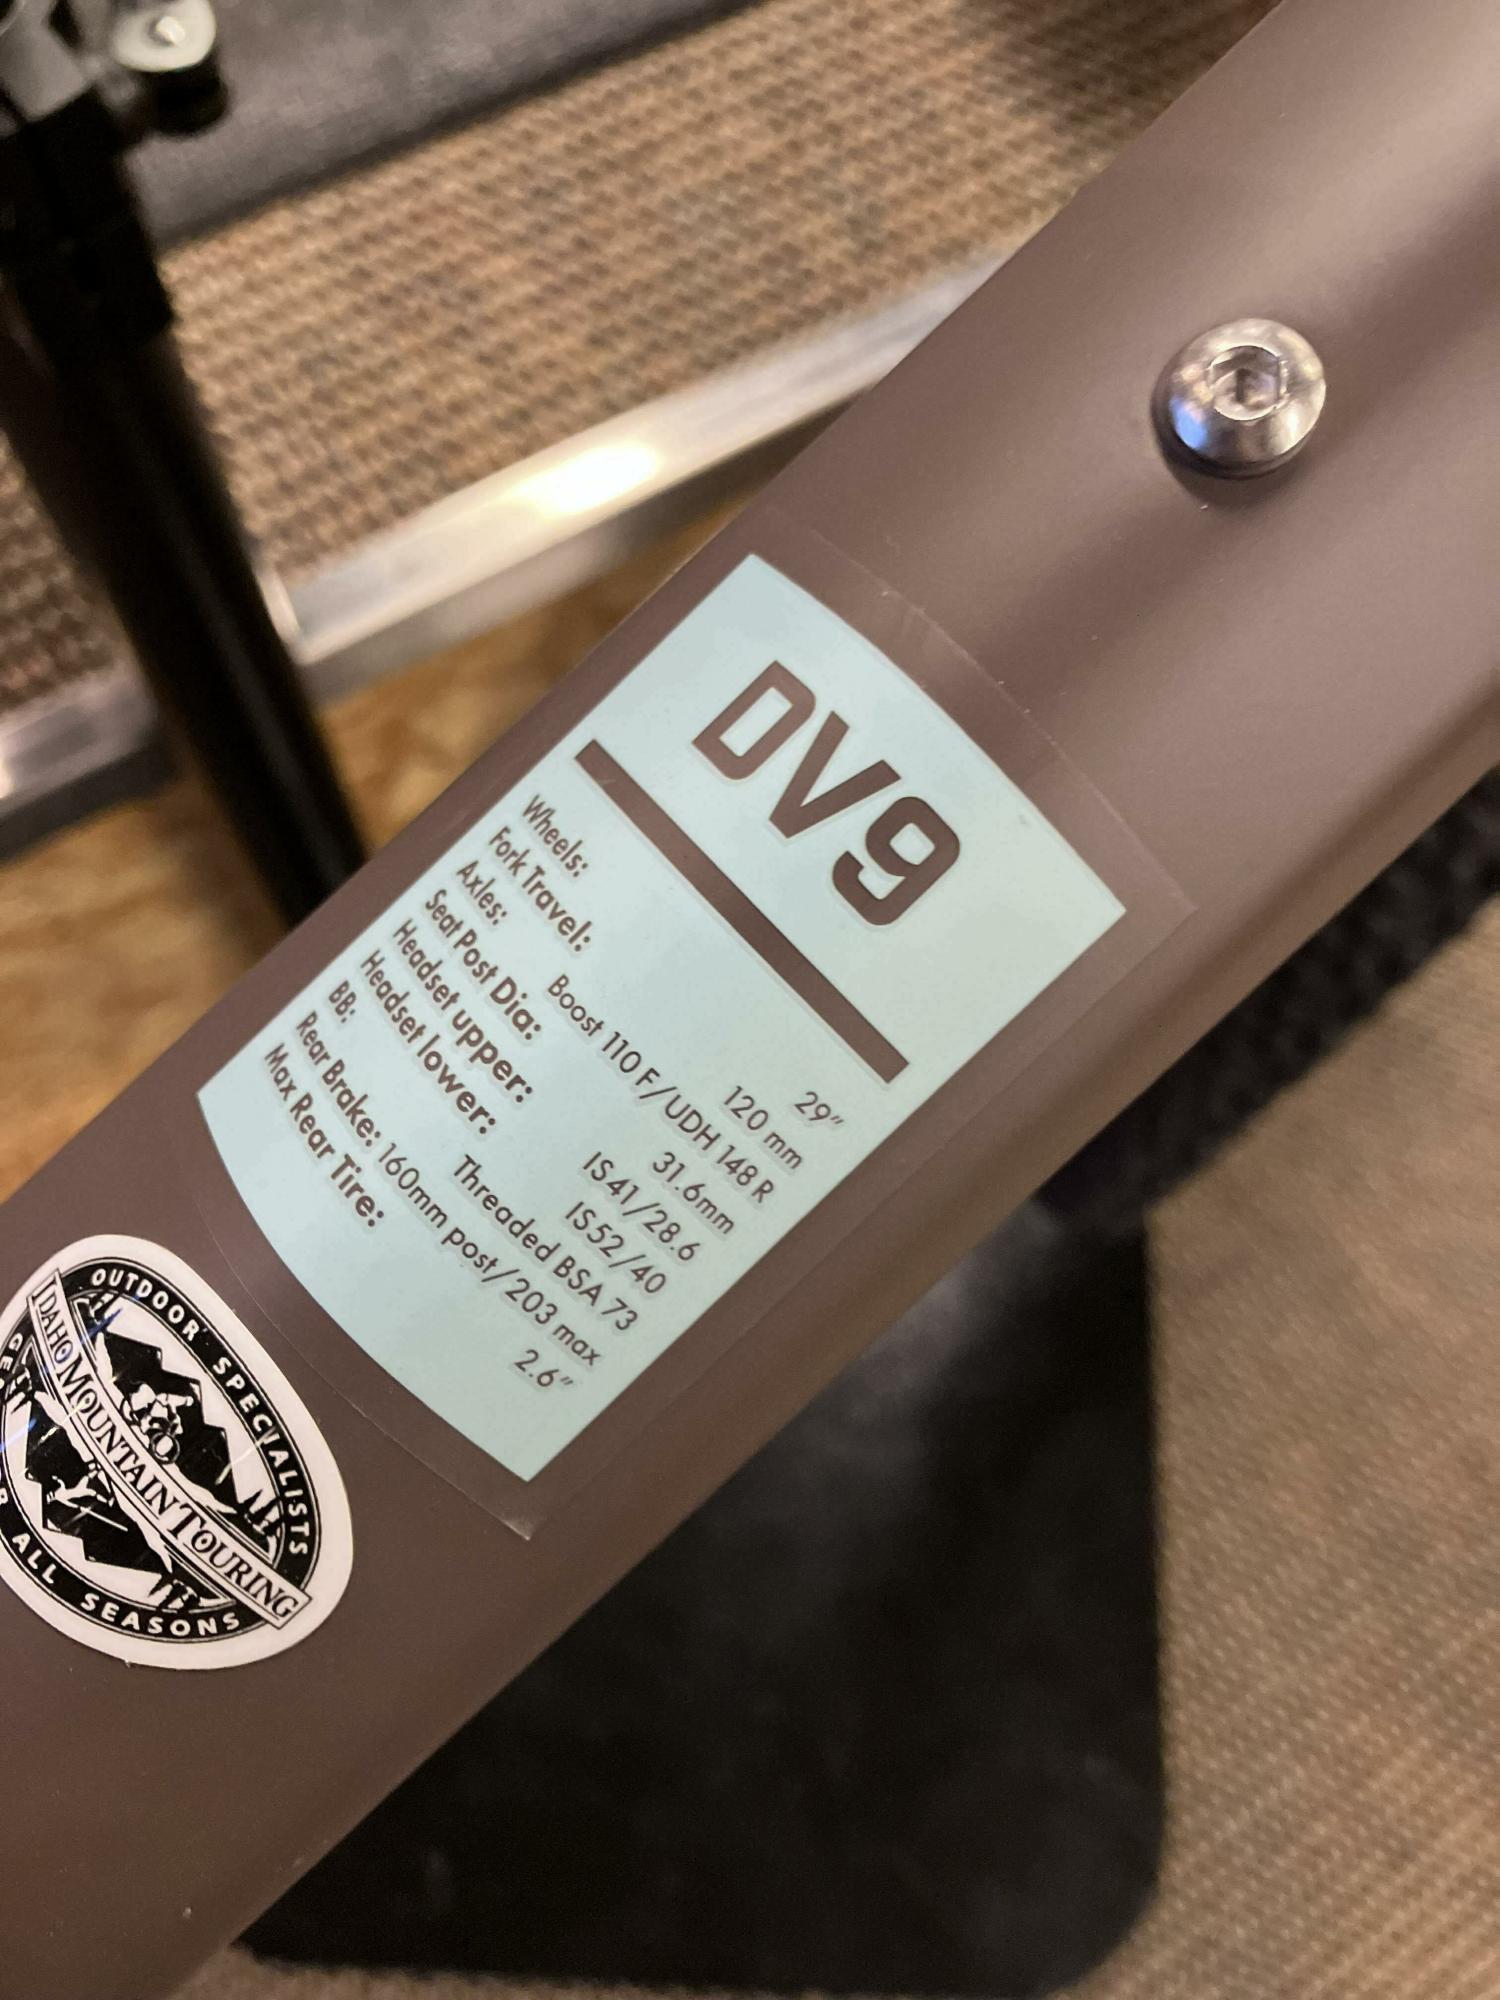 DV9
Wheels: 29"
Fork Travel: 120 mm
Axles: Boost 110 F/UDH 148 R
Seat Post Dia: 31.6mm
Headset upper: IS41/28.6
Headset lower: IS52/40
BB: Threaded BSA 73
Rear Brake: 160mm post/203 max
Max Rear Tire: 2.6"
OUTDOOR SPECIALISTS
IDAHO MOUNTAIN TOURING
ALL SEASONS